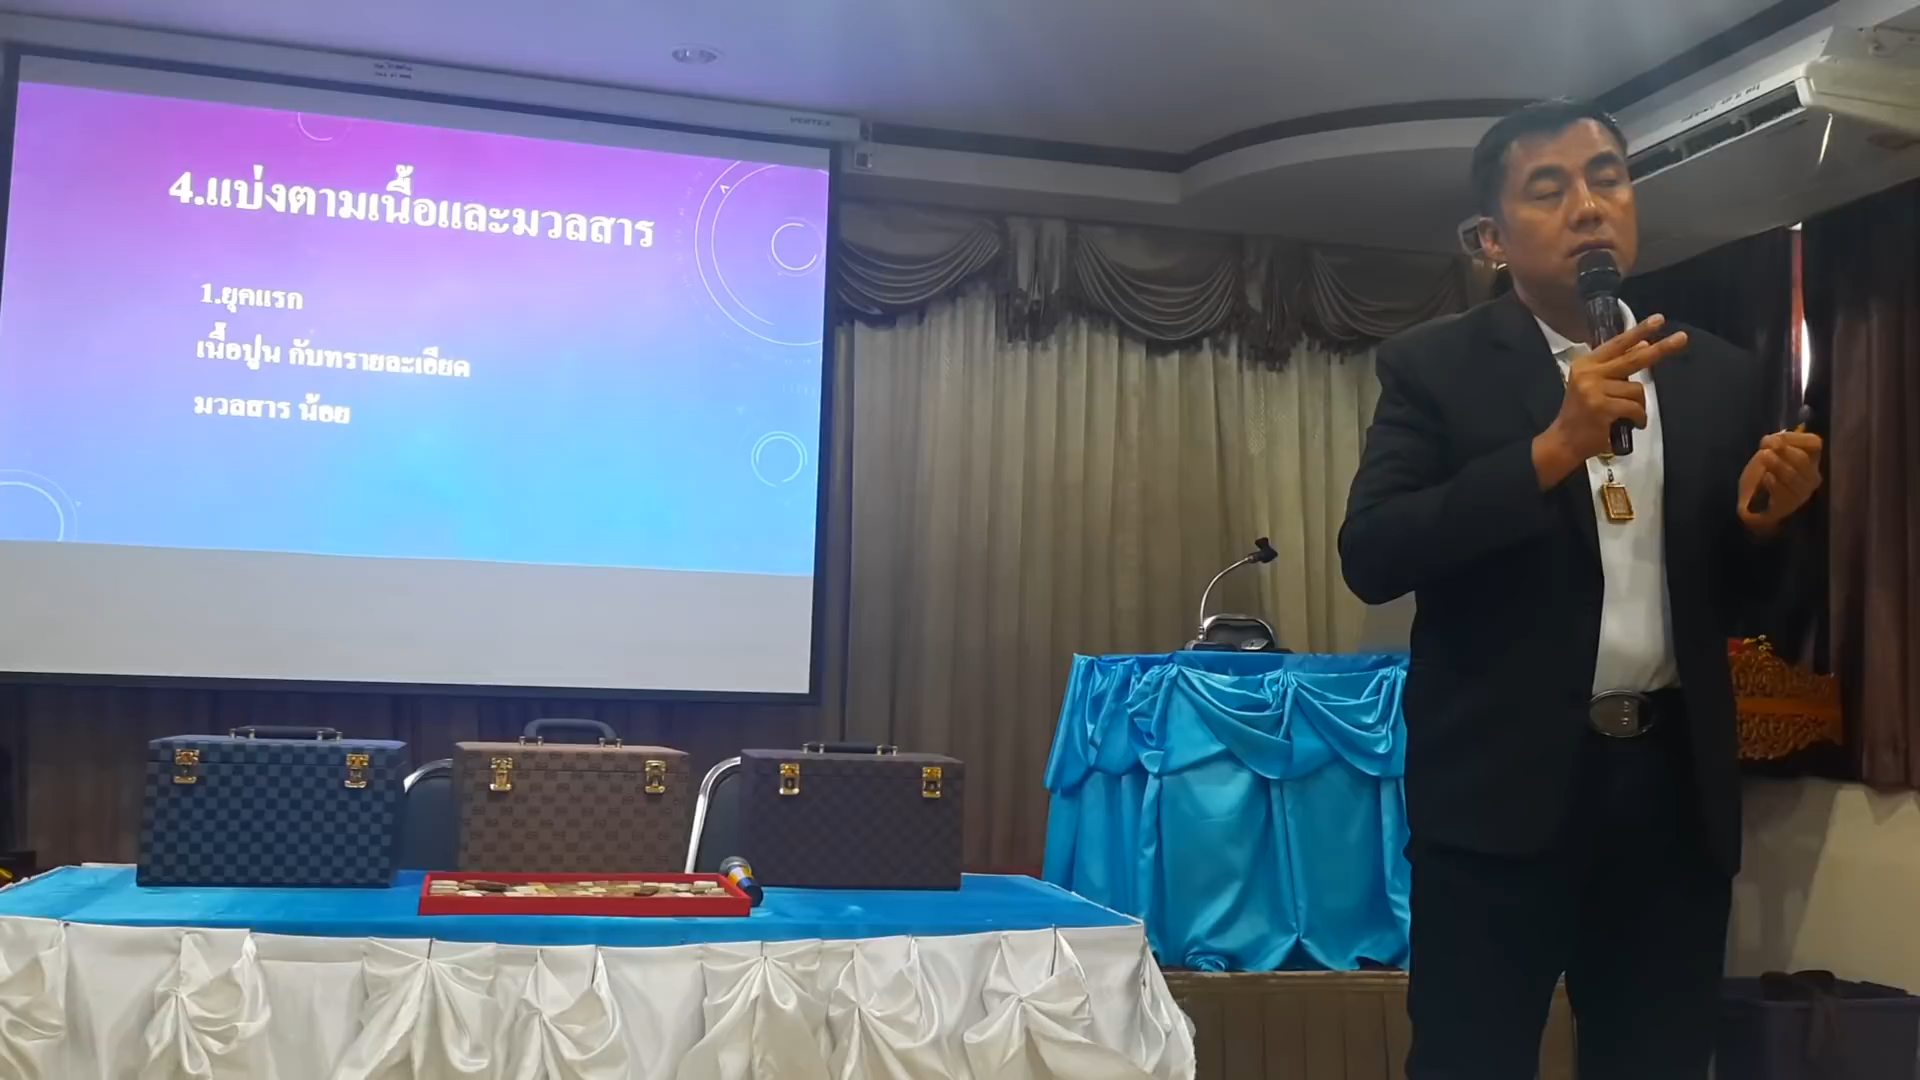 4.แบ่งตามเนื้อและมวลสาร
1.ยุคแรก
เนื้อปูน กับทรายละเอียด
มวลสาร น้อย
VERTEX